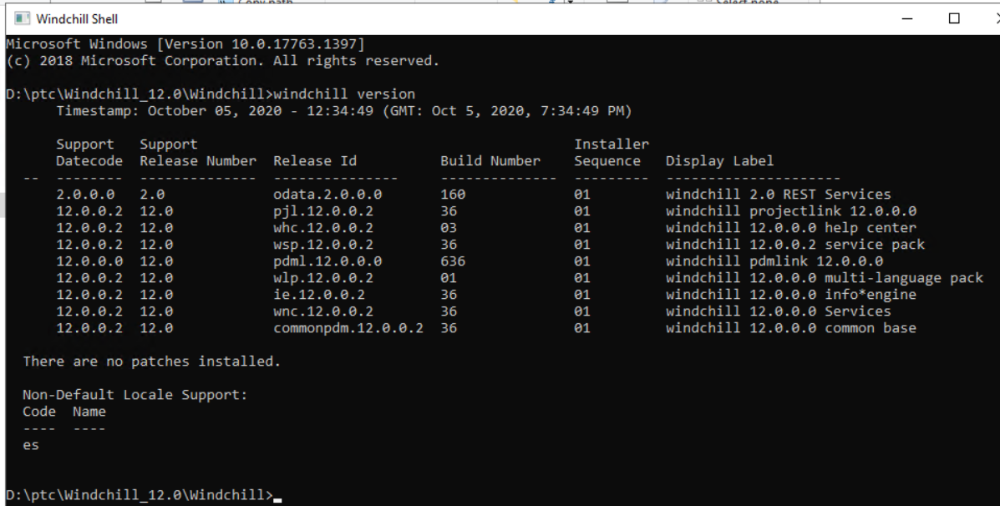 Copy path
Select none
Windchill Shell
Microsoft Windows [Version 10.0.17763.1397]
(c) 2018 Microsoft Corporation. All rights reserved.
D:\ptc\Windchill_12.0\Windchill>windchill version
Timestamp: October 05, 2020 - 12:34:49 (GMT: Oct 5, 2020, 7:34:49 PM)
Support Support Installer
Datecode Release Number Release Id Build Number Sequence Display Label
-- -------- -------------- --------------- -------------- --------- ---------------------
2.0.0.0 2.0 odata.2.0.0.0 160 01 windchill 2.0 REST Services
12.0.0.2 12.0 pjl.12.0.0.2 36 01 windchill projectlink 12.0.0.0
12.0.0.2 12.0 whc.12.0.0.2 03 01 windchill 12.0.0.0 help center
12.0.0.2 12.0 wsp.12.0.0.2 36 01 windchill 12.0.0.2 service pack
12.0.0.0 12.0 pdml.12.0.0.0 636 01 windchill pdmlink 12.0.0.0
12.0.0.2 12.0 wlp.12.0.0.2 01 01 windchill 12.0.0.0 multi-language pack
12.0.0.2 12.0 ie.12.0.0.2 36 01 windchill 12.0.0.0 info*engine
12.0.0.2 12.0 wnc.12.0.0.2 36 01 windchill 12.0.0.0 Services
12.0.0.2 12.0 commonpdm.12.0.0.2 36 01 windchill 12.0.0.0 common base
There are no patches installed.
Non-Default Locale Support:
Code Name
---- ----
es
D:\ptc\Windchill_12.0\Windchill>